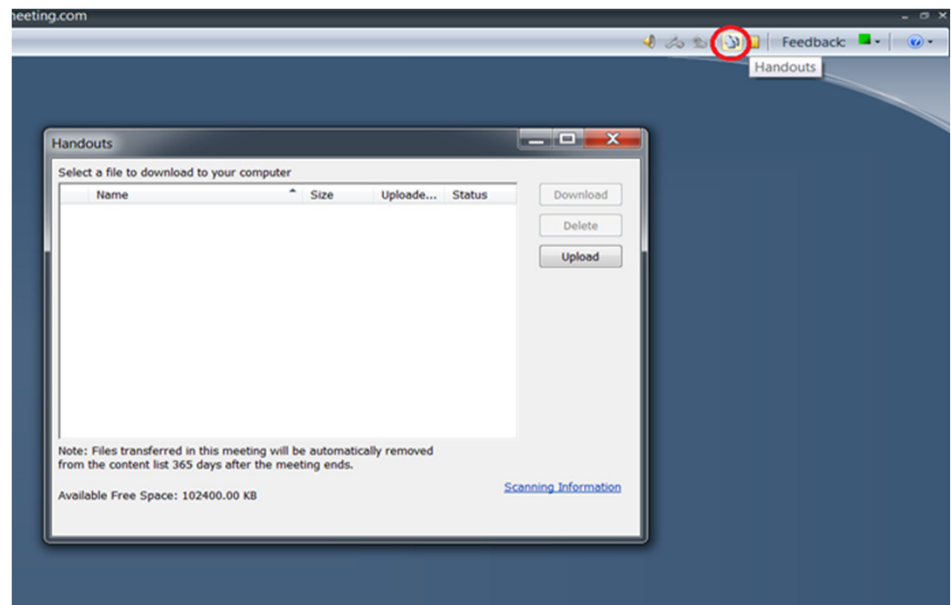 neeting.com
Feedback:
Handouts
Handouts
Select a file to download to your computer
Name Size Uploade... Status
Download
Delete
Upload
Note: Files transferred in this meeting will be automatically removed
from the content list 365 days after the meeting ends.
Scanning Information
Available Free Space: 102400.00 KB